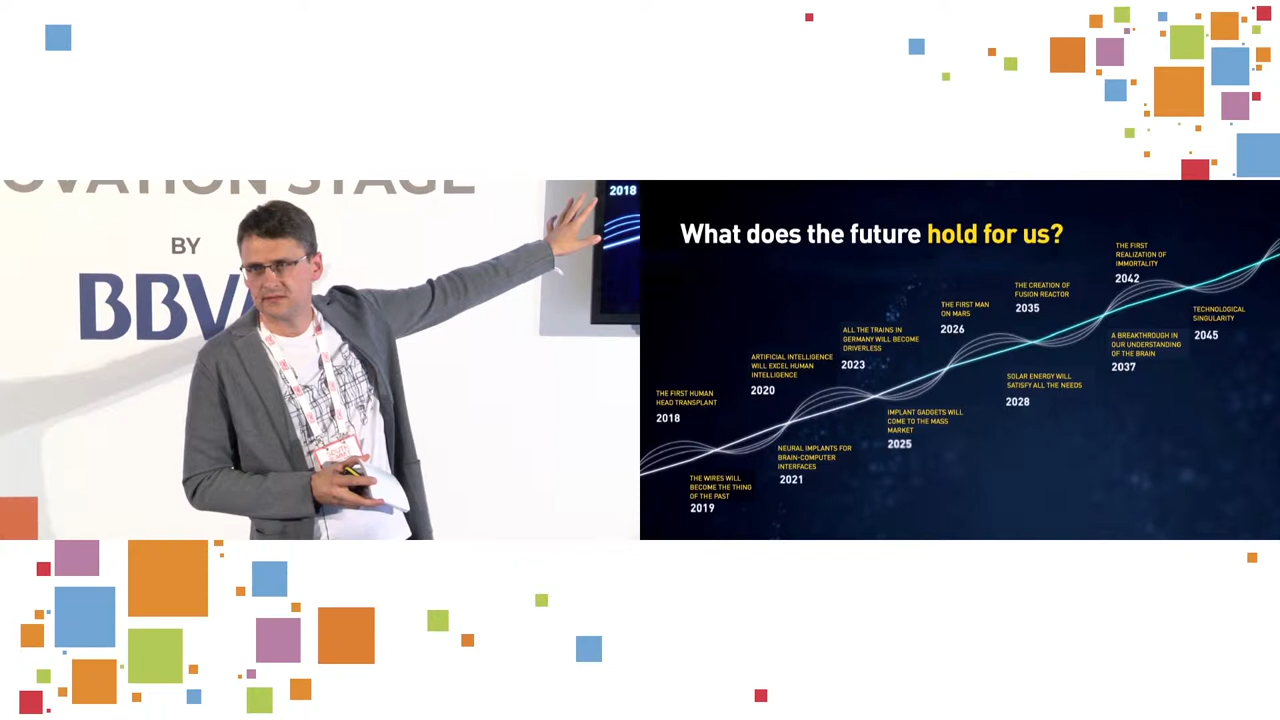 OVATION STAGE
BY
BBV
2018
What does the future hold for us?
THE FIRST
REALIZATION OF
IMMORTALITY
2042
THE CREATION OF
FUSION REACTOR
2035
THE FIRST MAN
ON MARS
2026
TECHNOLOGICAL
SINGULARITY
2045
ALL THE TRAINS IN
GERMANY WILL BECOME
DRIVERLESS
2023
A BREAKTHROUGH IN
OUR UNDERSTANDING
OF THE BRAIN
2037
ARTIFICIAL INTELLIGENCE
WILL EXCEL HUMAN
INTELLIGENCE
2020
SOLAR ENERGY WILL
SATISFY ALL THE NEEDS
2028
THE FIRST HUMAN
HEAD TRANSPLANT
2018
IMPLANT GADGETS WILL
COME TO THE MASS
MARKET
2025
NEURAL IMPLANTS FOR
BRAIN-COMPUTER
INTERFACES
2021
THE WIRES WILL
BECOME THE THING
OF THE PAST
2019